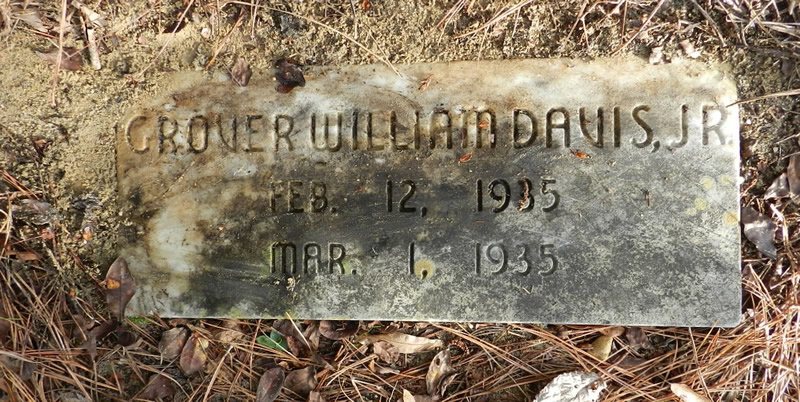 GROVER WILLIAM DAVIS, JR.
FEB. 12, 1935
MAR. 1, 1935